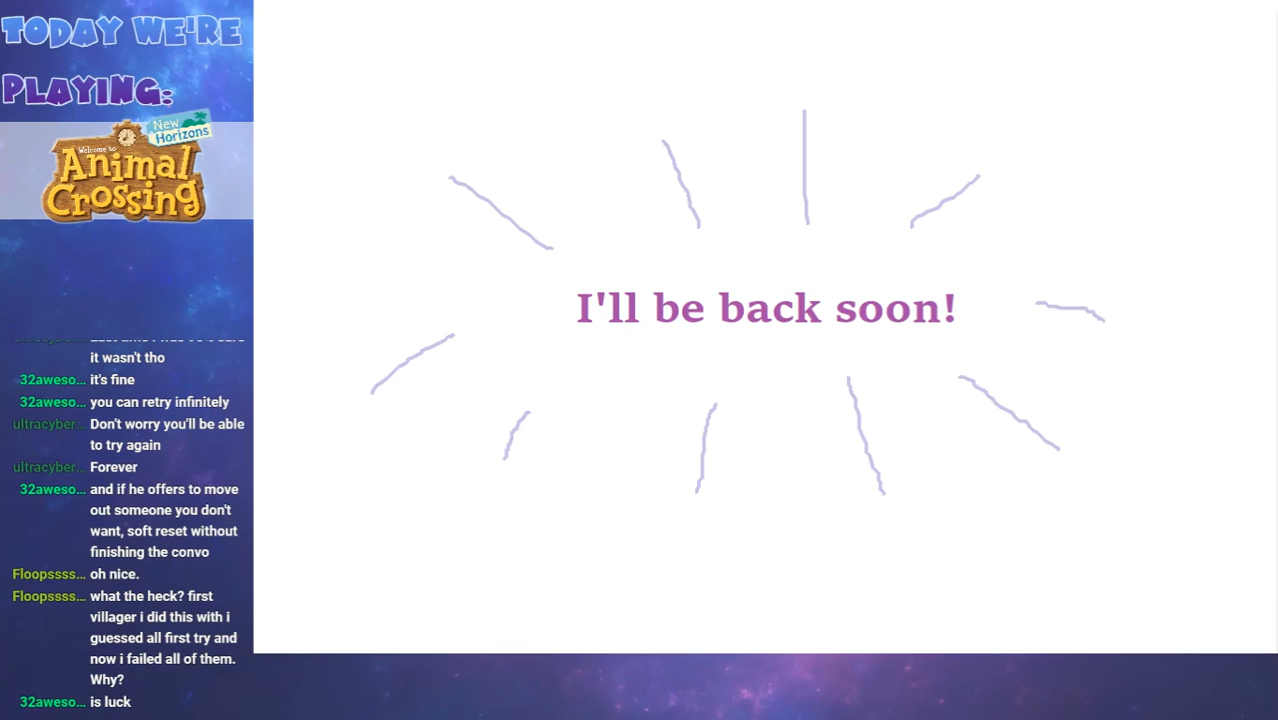 TODAY WE'RE
PLAYING:
New
Horizons
Welcome to
Animal
Crossing
I'll be back soon!
it wasn't tho
32aweso… it's fine
32aweso… you can retry infinitely
ultracyber… Don't worry you'll be able
to try again
ultracyber… Forever
32aweso… and if he offers to move
out someone you don't
want, soft reset without
finishing the convo
Floopssss… oh nice.
Floopssss… what the heck? first
villager i did this with i
guessed all first try and
now i failed all of them.
Why?
32aweso… is luck